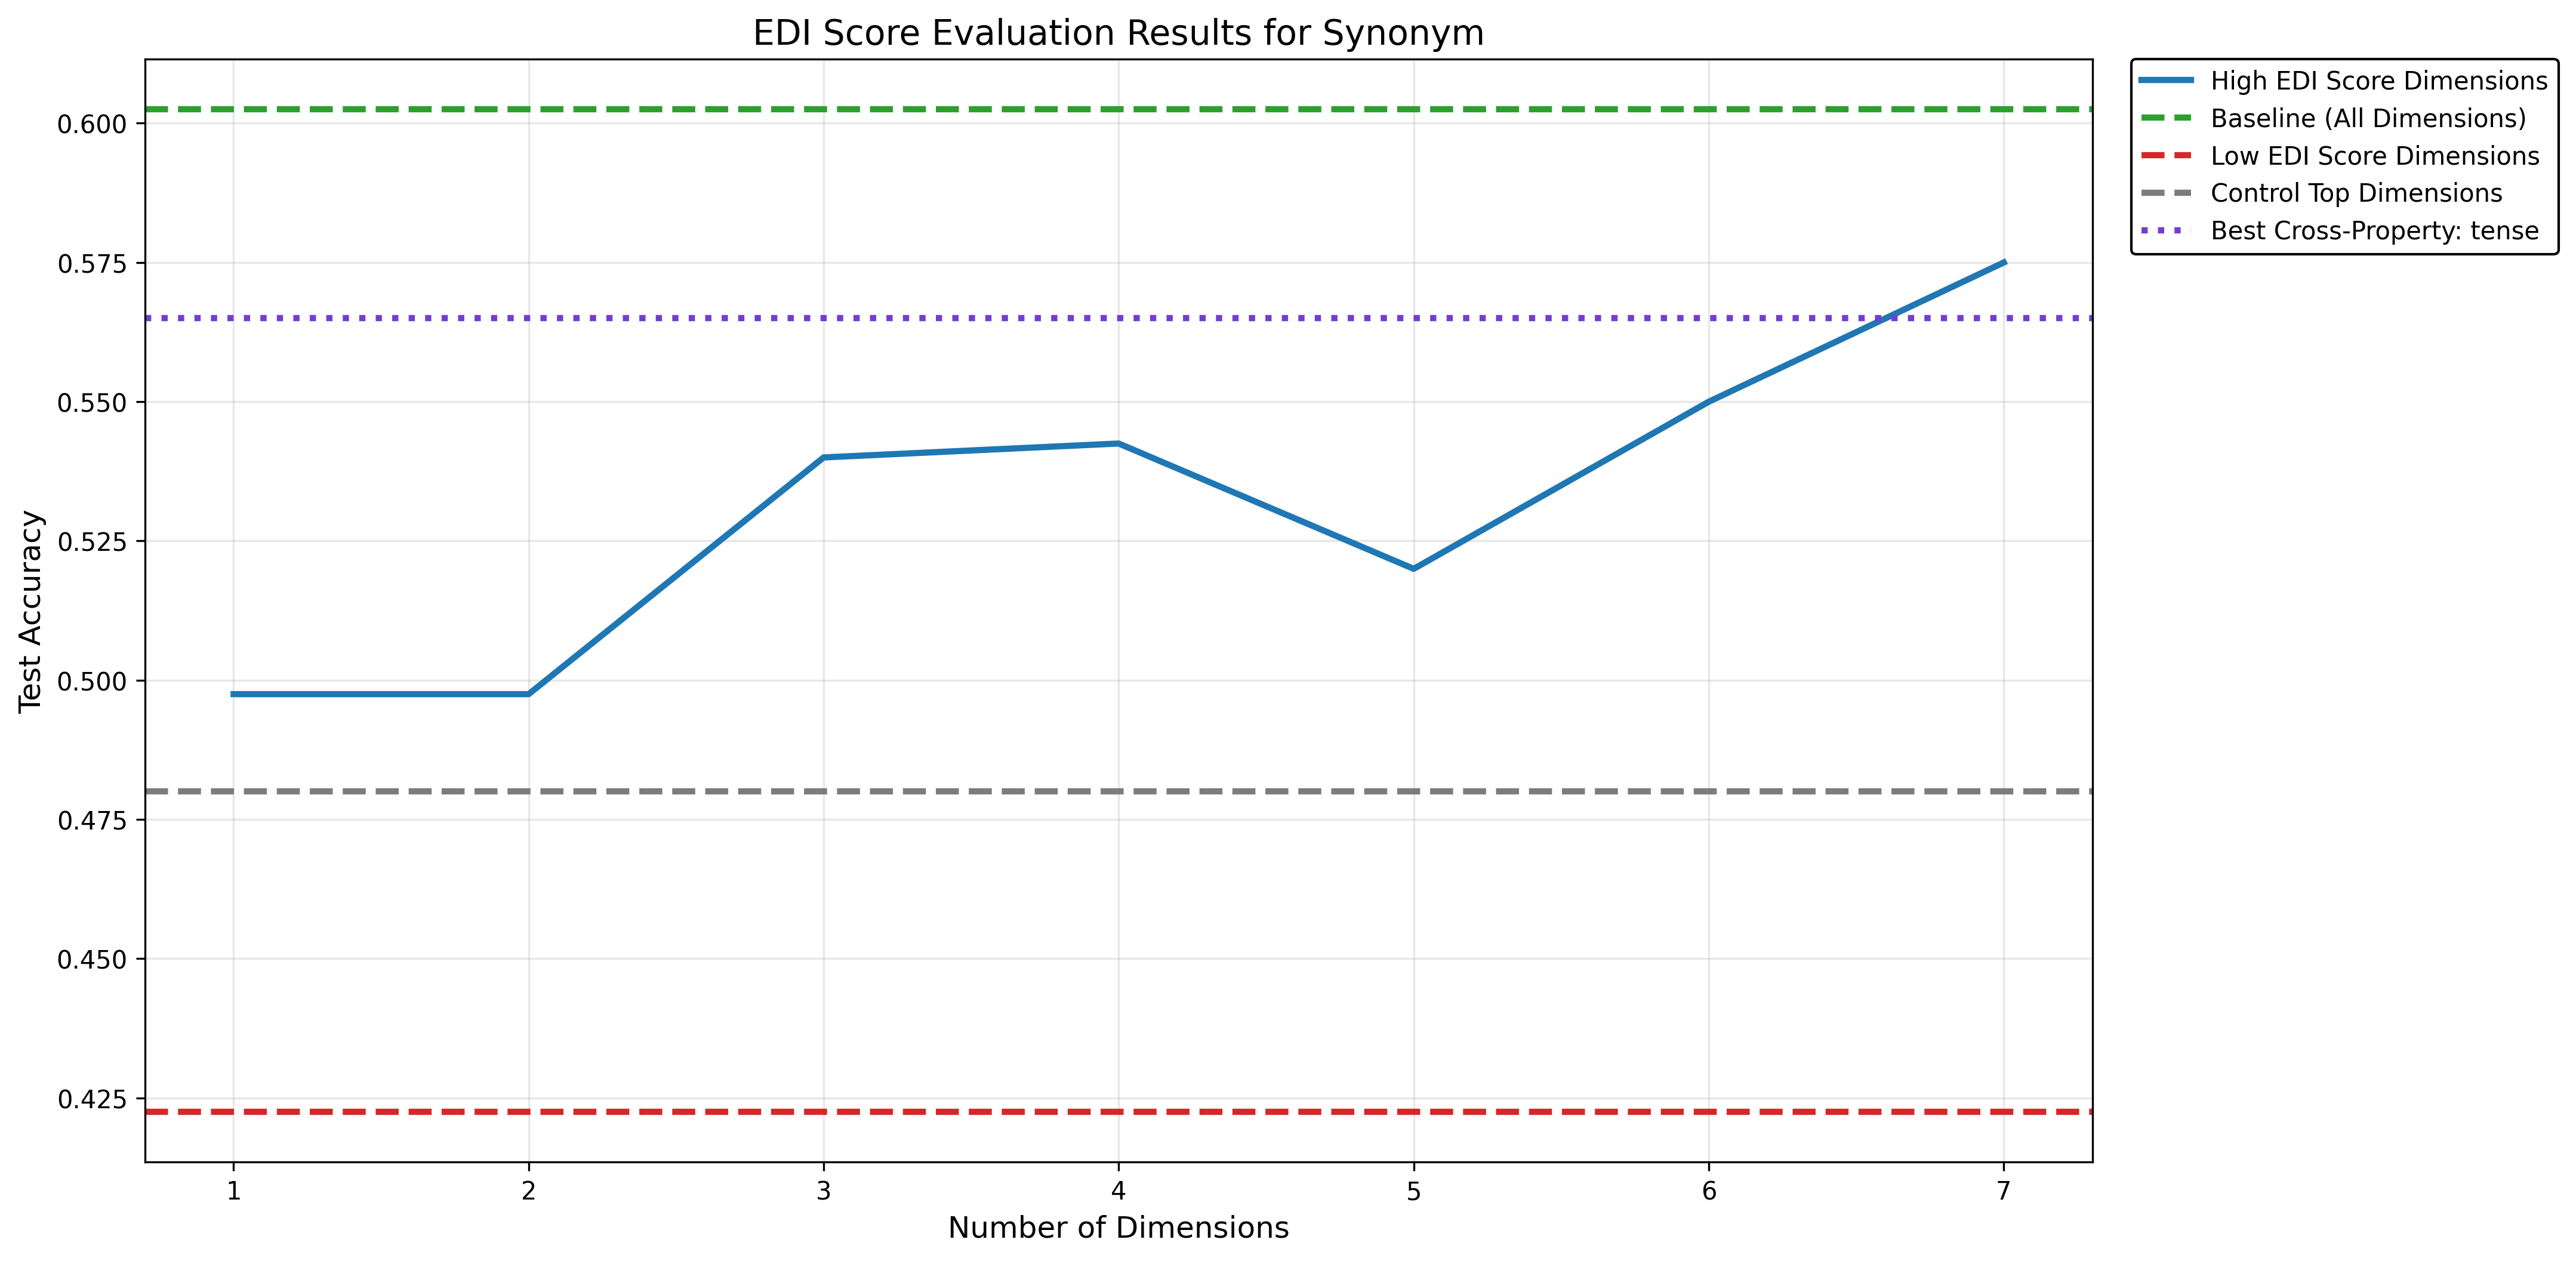 EDI Score Evaluation Results for Synonym
High EDI Score Dimensions
Baseline (All Dimensions)
Low EDI Score Dimensions
Control Top Dimensions
Best Cross-Property: tense
Test Accuracy
0.600
0.575
0.550
0.525
0.500
0.475
0.450
0.425
1 2 3 4 5 6 7
Number of Dimensions